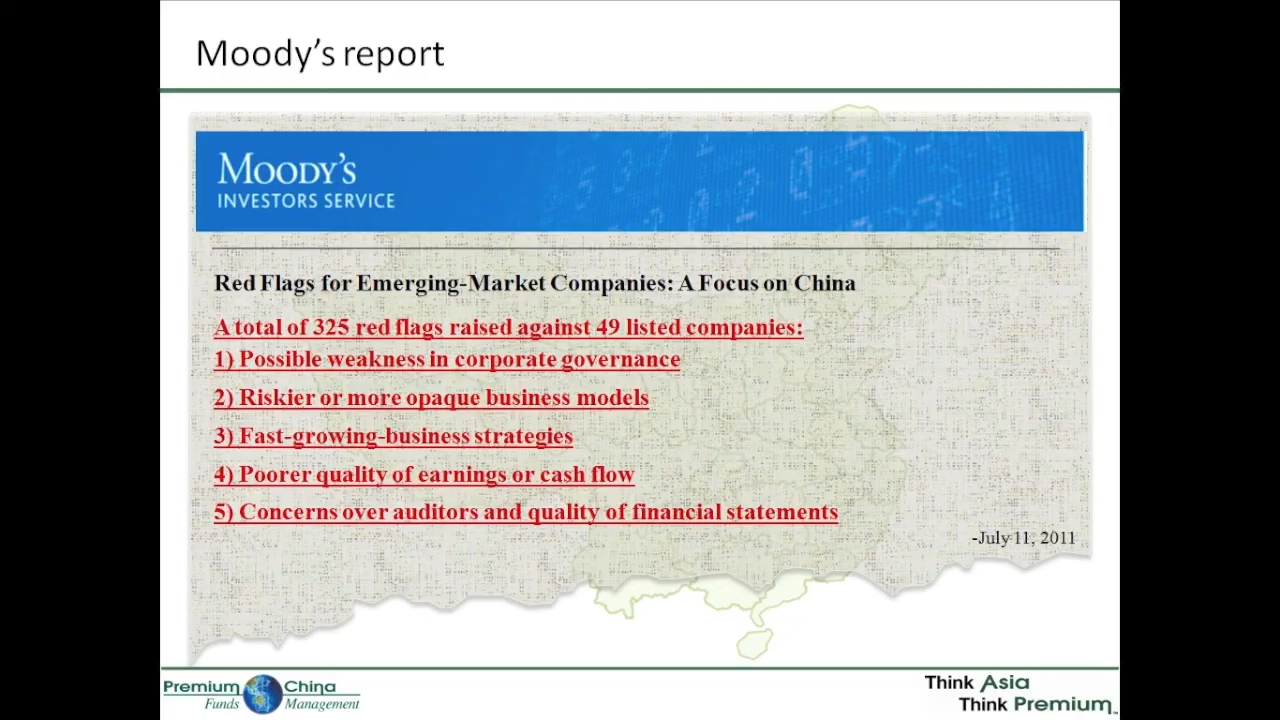 Moody's report
MOODY'S
INVESTORS SERVICE
Red Flags for Emerging-Market Companies: A Focus on China
A total of 325 red flags raised against 49 listed companies:
1) Possible weakness in corporate governance
2) Riskier or more opaque business models
3) Fast-growing-business strategies
4) Poorer quality of earnings or cash flow
5) Concerns over auditors and quality of financial statements
-July 11, 2011
Premium China
Funds Management
Think Asia
Think Premium